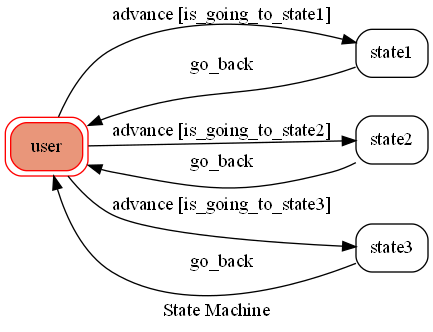 advance [is_going_to_state1]
state1
go_back
advance [is_going_to_state2]
user
state2
go_back
advance [is_going_to_state3]
state3
go_back
State Machine